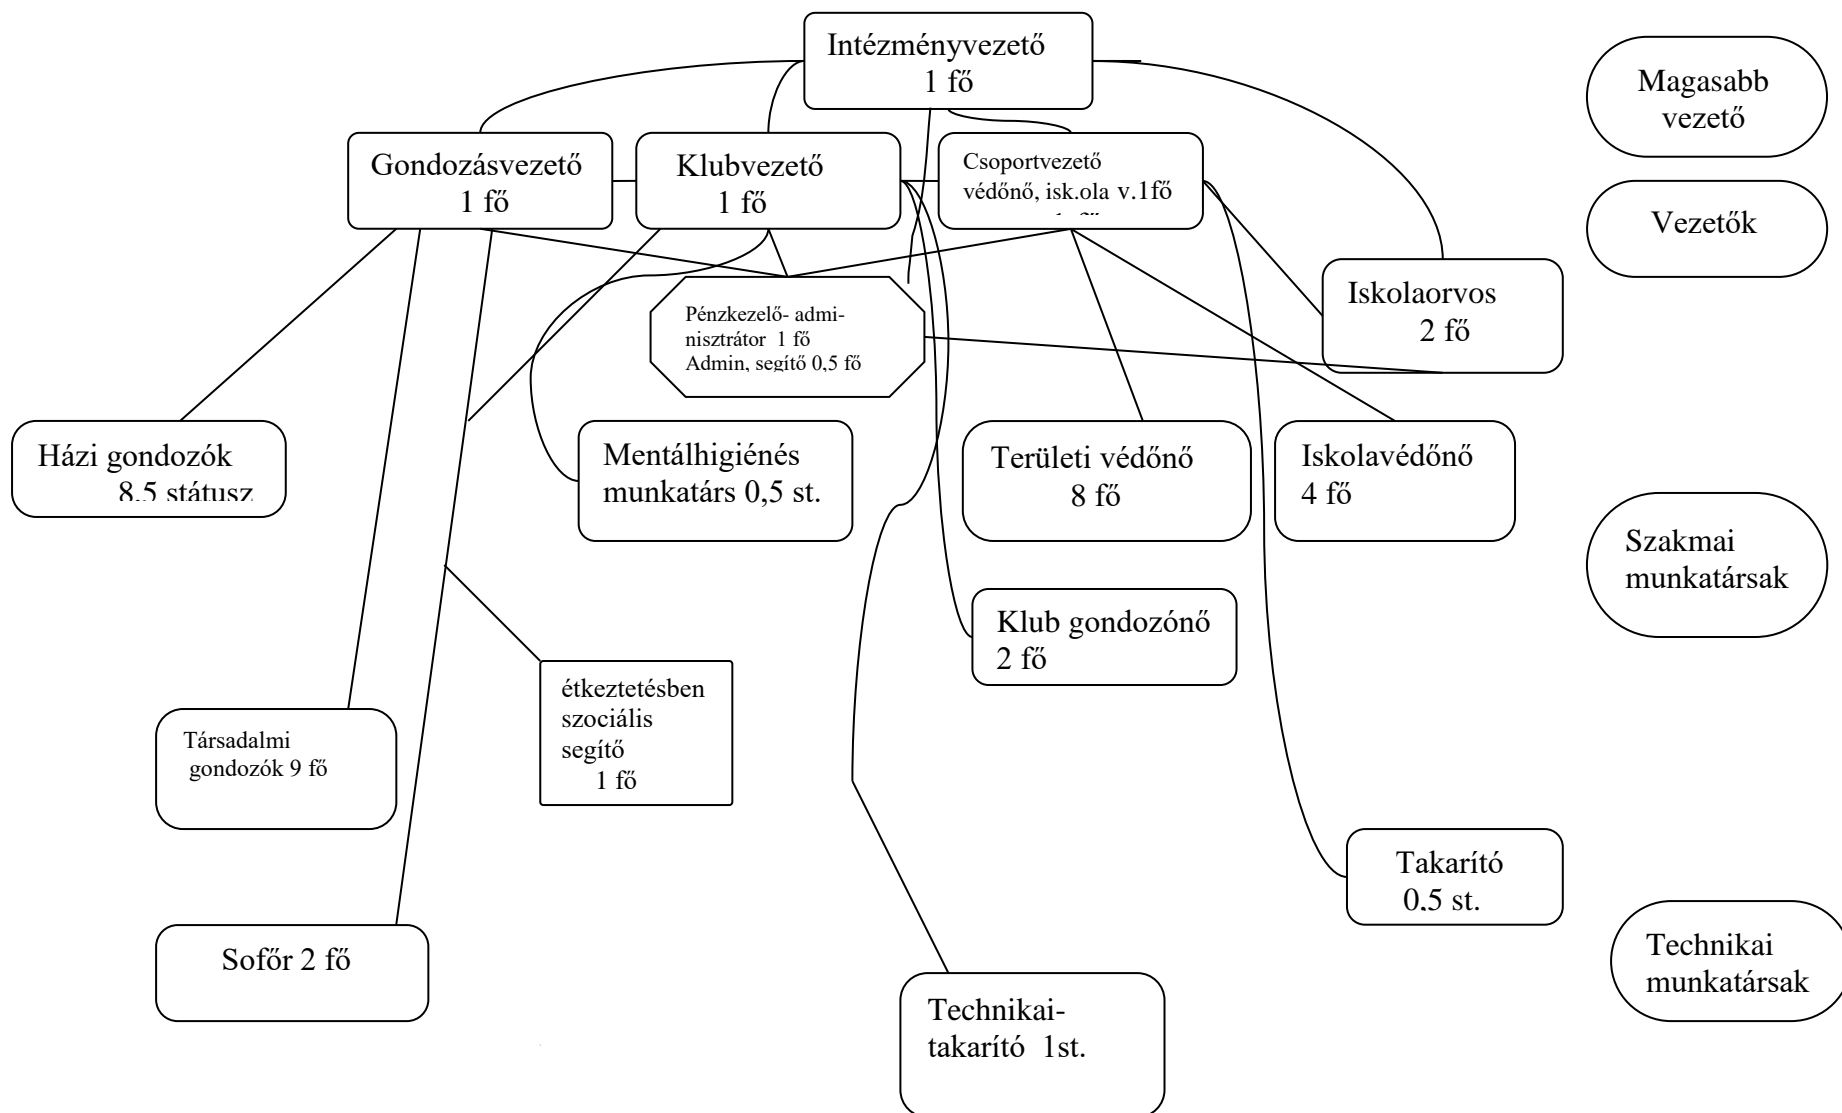 Intézményvezető
1 fő
Magasabb
vezető
Gondozásvezető
1 fő
Klubvezető
1 fő
Csoportvezető
védőnő, isk.ola v.1fő
Vezetők
Iskolaorvos
2 fő
Pénzkezelő- admi-
nisztrátor 1 fő
Admin, segítő 0,5 fő
Házi gondozók
8,5 státusz
Mentálhigiénés
munkatárs 0,5 st.
Területi védőnő
8 fő
Iskolavédőnő
4 fő
Szakmai
munkatársak
Klub gondozónő
2 fő
étkeztetésben
szociális
segítő
1 fő
Társadalmi
gondozók 9 fő
Takarító
0,5 st.
Sofőr 2 fő
Technikai
munkatársak
Technikai-
takarító 1st.